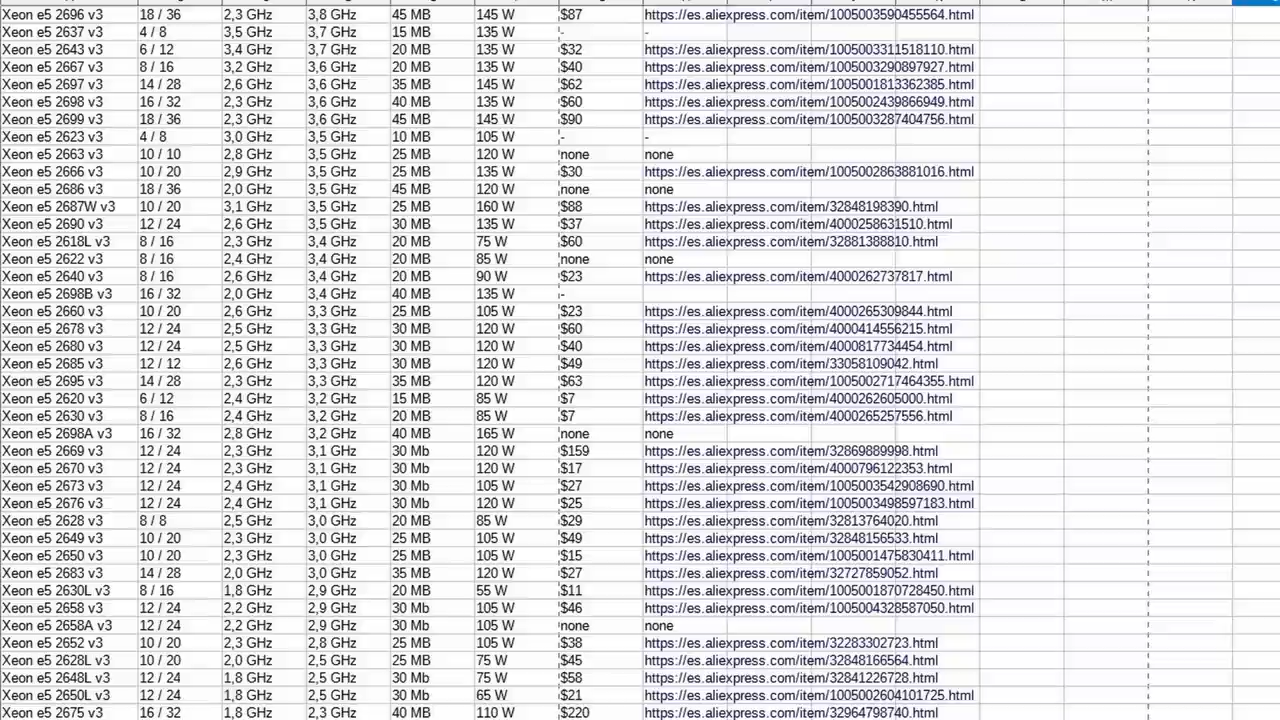 Xeon e5 2696 v3 18 / 36 2,3 GHz 3,8 GHz 45 MB 145 W $87 https://es.aliexpress.com/item/1005003590455564.html
Xeon e5 2637 v3 4 / 8 3,5 GHz 3,7 GHz 15 MB 135 W - -
Xeon e5 2643 v3 6 / 12 3,4 GHz 3,7 GHz 20 MB 135 W $32 https://es.aliexpress.com/item/1005003311518110.html
Xeon e5 2667 v3 8 / 16 3,2 GHz 3,6 GHz 20 MB 135 W $40 https://es.aliexpress.com/item/1005003290897927.html
Xeon e5 2697 v3 14 / 28 2,6 GHz 3,6 GHz 35 MB 145 W $62 https://es.aliexpress.com/item/1005001813362385.html
Xeon e5 2698 v3 16 / 32 2,3 GHz 3,6 GHz 40 MB 135 W $60 https://es.aliexpress.com/item/1005002439866949.html
Xeon e5 2699 v3 18 / 36 2,3 GHz 3,6 GHz 45 MB 145 W $90 https://es.aliexpress.com/item/1005003287404756.html
Xeon e5 2623 v3 4 / 8 3,0 GHz 3,5 GHz 10 MB 105 W - -
Xeon e5 2663 v3 10 / 10 2,8 GHz 3,5 GHz 25 MB 120 W none none
Xeon e5 2666 v3 10 / 20 2,9 GHz 3,5 GHz 25 MB 135 W $30 https://es.aliexpress.com/item/1005002863881016.html
Xeon e5 2686 v3 18 / 36 2,0 GHz 3,5 GHz 45 MB 120 W none none
Xeon e5 2687W v3 10 / 20 3,1 GHz 3,5 GHz 25 MB 160 W $88 https://es.aliexpress.com/item/32848198390.html
Xeon e5 2690 v3 12 / 24 2,6 GHz 3,5 GHz 30 MB 135 W $37 https://es.aliexpress.com/item/4000258631510.html
Xeon e5 2618L v3 8 / 16 2,3 GHz 3,4 GHz 20 MB 75 W $60 https://es.aliexpress.com/item/32881388810.html
Xeon e5 2622 v3 8 / 16 2,4 GHz 3,4 GHz 20 MB 85 W none none
Xeon e5 2640 v3 8 / 16 2,6 GHz 3,4 GHz 20 MB 90 W $23 https://es.aliexpress.com/item/4000262737817.html
Xeon e5 2698B v3 16 / 32 2,0 GHz 3,4 GHz 40 MB 135 W -
Xeon e5 2660 v3 10 / 20 2,6 GHz 3,3 GHz 25 MB 105 W $23 https://es.aliexpress.com/item/4000265309844.html
Xeon e5 2678 v3 12 / 24 2,5 GHz 3,3 GHz 30 MB 120 W $60 https://es.aliexpress.com/item/4000414556215.html
Xeon e5 2680 v3 12 / 24 2,5 GHz 3,3 GHz 30 MB 120 W $40 https://es.aliexpress.com/item/4000817734454.html
Xeon e5 2685 v3 12 / 12 2,6 GHz 3,3 GHz 30 MB 120 W $49 https://es.aliexpress.com/item/33058109042.html
Xeon e5 2695 v3 14 / 28 2,3 GHz 3,3 GHz 35 MB 120 W $63 https://es.aliexpress.com/item/1005002717464355.html
Xeon e5 2620 v3 6 / 12 2,4 GHz 3,2 GHz 15 MB 85 W $7 https://es.aliexpress.com/item/4000262605000.html
Xeon e5 2630 v3 8 / 16 2,4 GHz 3,2 GHz 20 MB 85 W $7 https://es.aliexpress.com/item/4000265257556.html
Xeon e5 2698A v3 16 / 32 2,8 GHz 3,2 GHz 40 MB 165 W none none
Xeon e5 2669 v3 12 / 24 2,3 GHz 3,1 GHz 30 Mb 120 W $159 https://es.aliexpress.com/item/32869889998.html
Xeon e5 2670 v3 12 / 24 2,3 GHz 3,1 GHz 30 Mb 120 W $17 https://es.aliexpress.com/item/4000796122353.html
Xeon e5 2673 v3 12 / 24 2,4 GHz 3,1 GHz 30 Mb 105 W $27 https://es.aliexpress.com/item/1005003542908690.html
Xeon e5 2676 v3 12 / 24 2,4 GHz 3,1 GHz 30 Mb 120 W $25 https://es.aliexpress.com/item/1005003498597183.html
Xeon e5 2628 v3 8 / 8 2,5 GHz 3,0 GHz 20 MB 85 W $29 https://es.aliexpress.com/item/32813764020.html
Xeon e5 2649 v3 10 / 20 2,3 GHz 3,0 GHz 25 MB 105 W $49 https://es.aliexpress.com/item/32848156533.html
Xeon e5 2650 v3 10 / 20 2,3 GHz 3,0 GHz 25 MB 105 W $15 https://es.aliexpress.com/item/1005001475830411.html
Xeon e5 2683 v3 14 / 28 2,0 GHz 3,0 GHz 35 MB 120 W $27 https://es.aliexpress.com/item/32727859052.html
Xeon e5 2630L v3 8 / 16 1,8 GHz 2,9 GHz 20 MB 55 W $11 https://es.aliexpress.com/item/1005001870728450.html
Xeon e5 2658 v3 12 / 24 2,2 GHz 2,9 GHz 30 Mb 105 W $46 https://es.aliexpress.com/item/1005004328587050.html
Xeon e5 2658A v3 12 / 24 2,2 GHz 2,9 GHz 30 Mb 105 W none none
Xeon e5 2652 v3 10 / 20 2,3 GHz 2,8 GHz 25 MB 105 W $38 https://es.aliexpress.com/item/32283302723.html
Xeon e5 2628L v3 10 / 20 2,0 GHz 2,5 GHz 25 MB 75 W $45 https://es.aliexpress.com/item/32848166564.html
Xeon e5 2648L v3 12 / 24 1,8 GHz 2,5 GHz 30 Mb 75 W $58 https://es.aliexpress.com/item/32841226728.html
Xeon e5 2650L v3 12 / 24 1,8 GHz 2,5 GHz 30 Mb 65 W $21 https://es.aliexpress.com/item/1005002604101725.html
Xeon e5 2675 v3 16 / 32 1,8 GHz 2,3 GHz 40 MB 110 W $220 https://es.aliexpress.com/item/32964798740.html